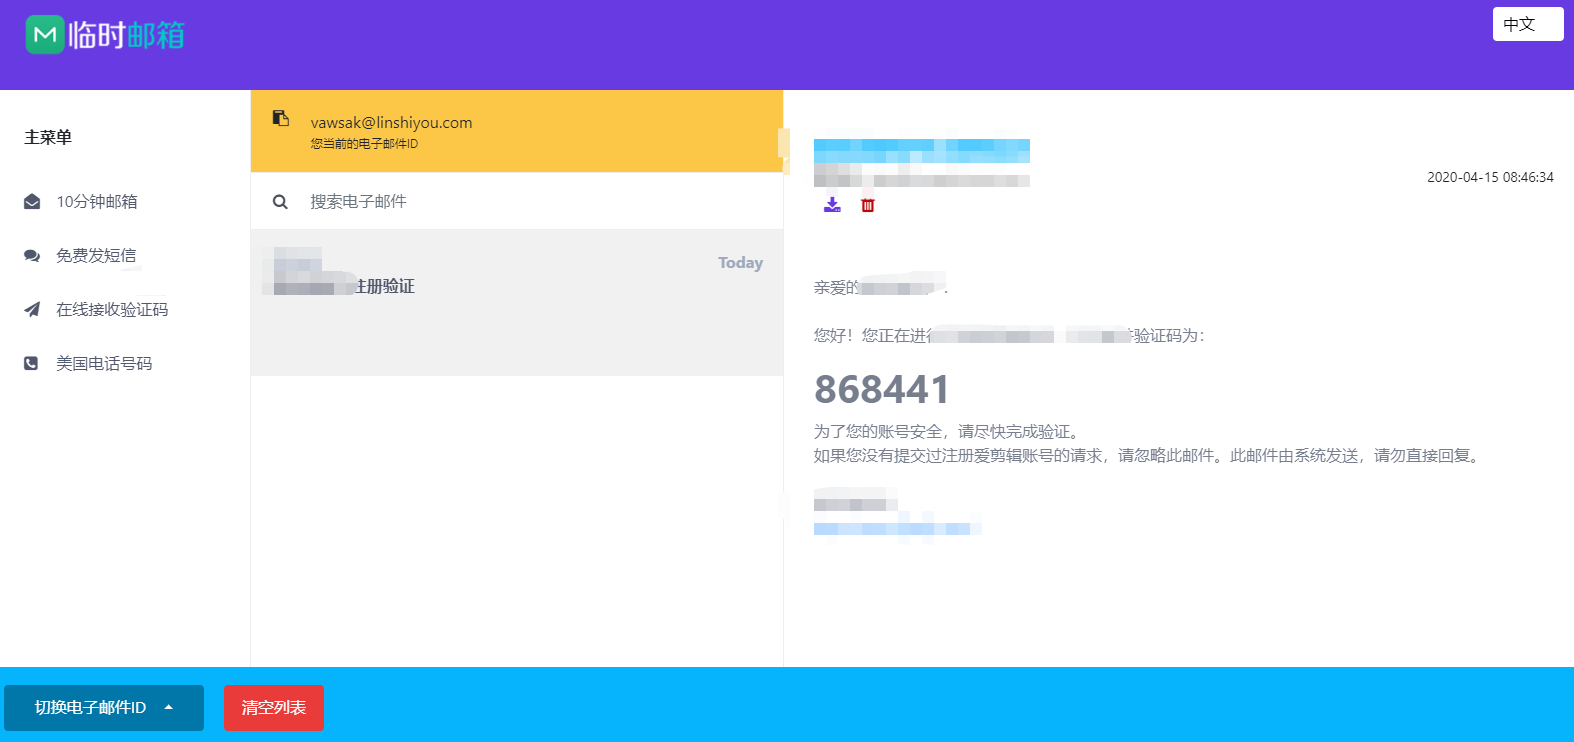 临时邮箱
中文
主菜单
10分钟邮箱
免费发短信
在线接收验证码
美国电话号码
vawsak@linshiyou.com
您当前的电子邮件ID
搜索电子邮件
Today
册验证
2020-04-15 08:46:34
亲爱的
您好！您正在进 验证码为：
868441
为了您的账号安全，请尽快完成验证。
如果您没有提交过注册爱剪辑账号的请求，请忽略此邮件。此邮件由系统发送，请勿直接回复。
切换电子邮件ID
清空列表